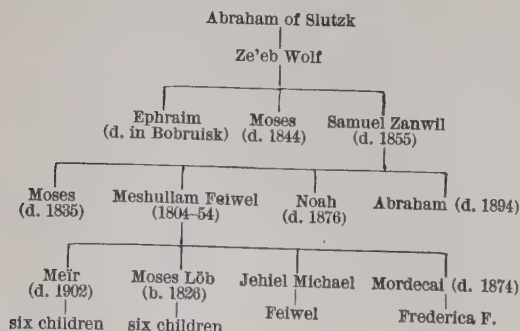 Abraham of Slutzk
Ze'eb Wolf
Ephraim
(d. in Bobruisk)
Moses
(d. 1844)
Samuel Zanwil
(d. 1855)
Moses
(d. 1835)
Meshullam Feiwel
(1804–54)
Noah
(d. 1876)
Abraham (d. 1894)
Meïr
(d. 1902)
Moses Löb
(b. 1826)
Jehiel Michael
Mordecai (d. 1874)
six children
six children
Feiwel
Frederica F.